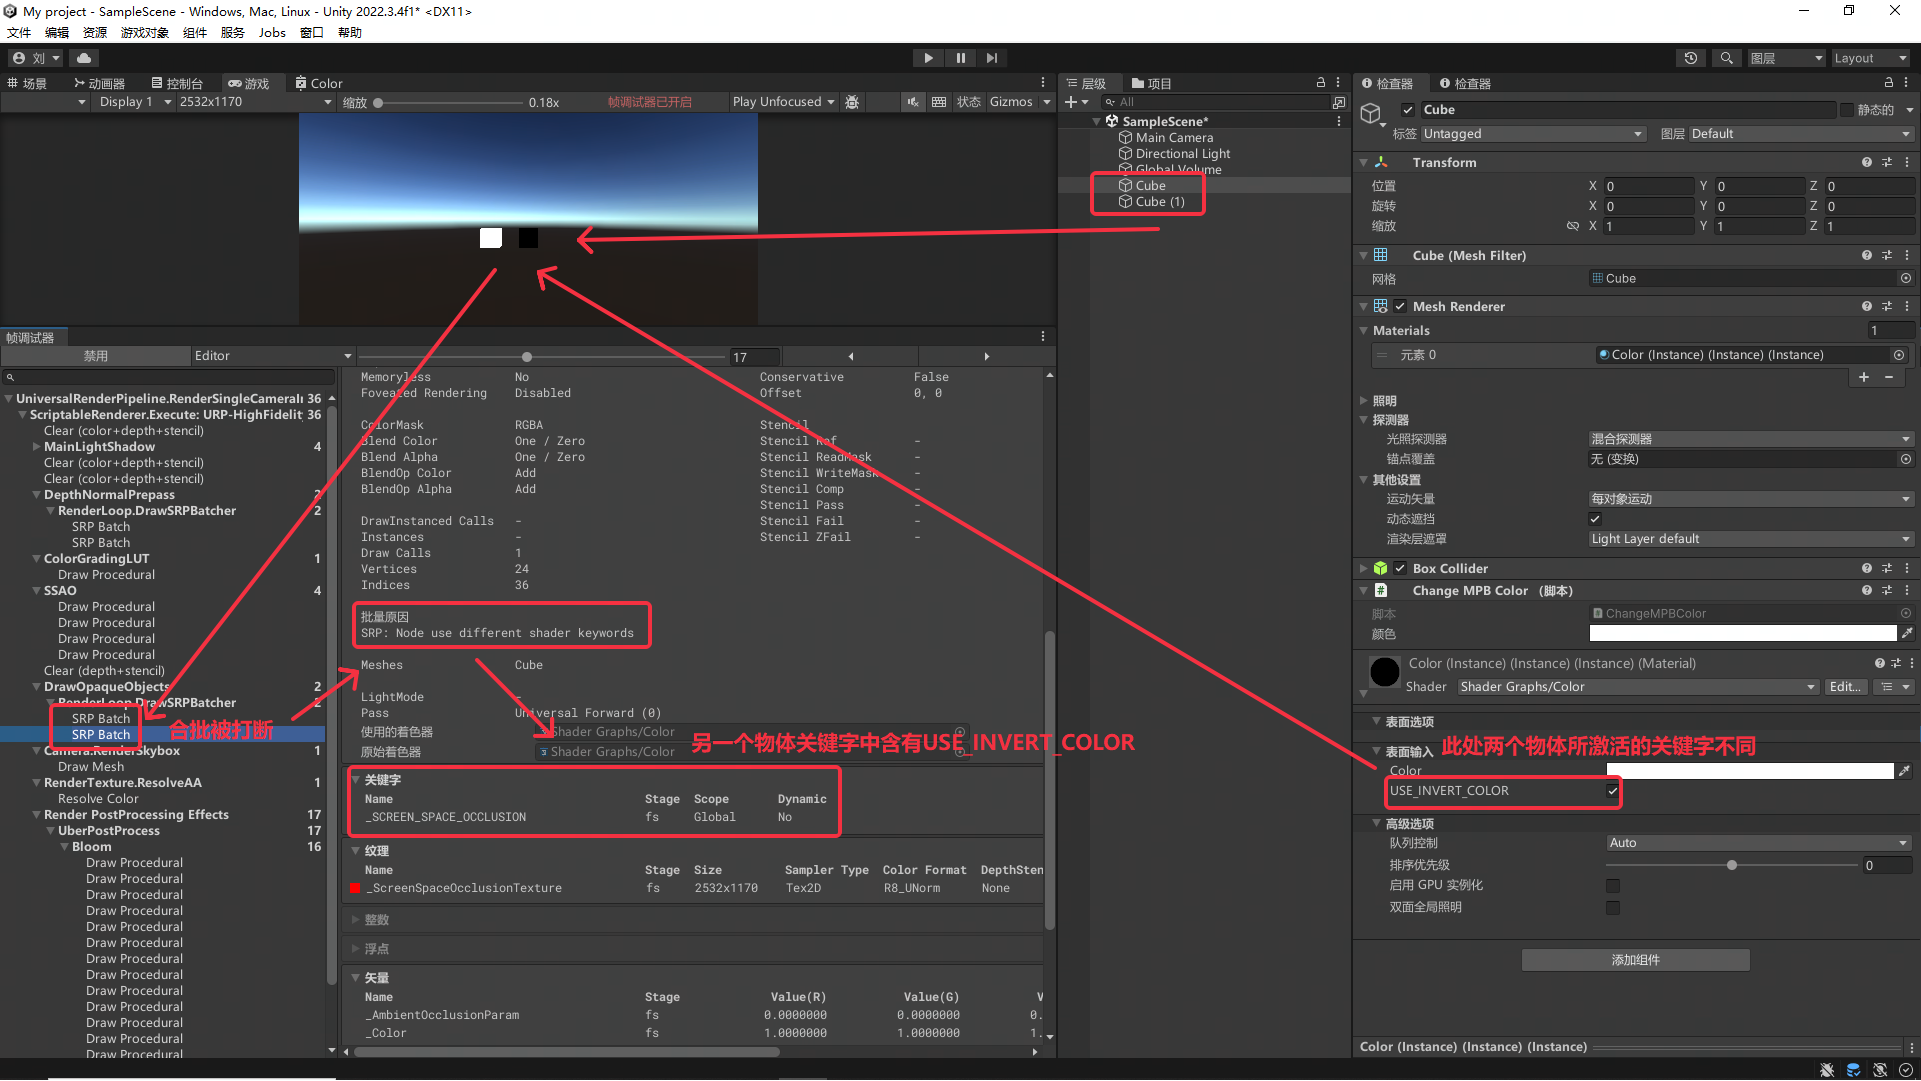 My project - SampleScene - Windows, Mac, Linux - Unity 2022.3.4f1* <DX11>
文件 编辑 资源 游戏对象 组件 服务 Jobs 窗口 帮助
刘 图层 Layout
场景 动画器 控制台 游戏 Color
Display 1 2532x1170 缩放 0.18x 帧调试器已开启 Play Unfocused 状态 Gizmos
层级 项目
All
SampleScene*
Main Camera
Directional Light
Global Volume
Cube
Cube (1)
帧调试器
禁用 Editor 17
UniversalRenderPipeline.RenderSingleCameraIn 36
ScriptableRenderer.Execute: URP-HighFidelity 36
Clear (color+depth+stencil)
MainLightShadow 4
Clear (color+depth+stencil)
Clear (color+depth+stencil)
DepthNormalPrepass 2
RenderLoop.DrawSRPBatcher 2
SRP Batch
SRP Batch
ColorGradingLUT 1
Draw Procedural
SSAO 4
Draw Procedural
Draw Procedural
Draw Procedural
Draw Procedural
Clear (depth+stencil)
DrawOpaqueObjects 2
RenderLoop.DrawSRPBatcher 2
SRP Batch
SRP Batch
合批被打断
Camera.RenderSkybox 1
Draw Mesh
RenderTexture.ResolveAA 1
Resolve Color
Render PostProcessing Effects 17
UberPostProcess 17
Bloom 16
Draw Procedural
Draw Procedural
Draw Procedural
Draw Procedural
Draw Procedural
Draw Procedural
Draw Procedural
Draw Procedural
Draw Procedural
Draw Procedural
Draw Procedural
Draw Procedural
Draw Procedural
Memoryless No Conservative False
Foveated Rendering Disabled Offset 0, 0
ColorMask RGBA Stencil
Blend Color One / Zero Stencil Ref -
Blend Alpha One / Zero Stencil ReadMask -
BlendOp Color Add Stencil WriteMask -
BlendOp Alpha Add Stencil Comp -
Stencil Pass -
DrawInstanced Calls - Stencil Fail -
Instances - Stencil ZFail -
Draw Calls 1
Vertices 24
Indices 36
批量原因
SRP: Node use different shader keywords
Meshes Cube
LightMode -
Pass Universal Forward (0)
使用的着色器 Shader Graphs/Color
原始着色器 Shader Graphs/Color
另一个物体关键字中含有USE_INVERT_COLOR
关键字
Name Stage Scope Dynamic
_SCREEN_SPACE_OCCLUSION fs Global No
纹理
Name Stage Size Sampler Type Color Format DepthSten
_ScreenSpaceOcclusionTexture fs 2532x1170 Tex2D R8_UNorm None
整数
浮点
矢量
Name Stage Value(R) Value(G) V
_AmbientOcclusionParam fs 0.0000000 0.0000000 0.
_Color fs 1.0000000 1.0000000 1.
检查器 检查器
Cube 静态的
标签 Untagged 图层 Default
Transform
位置 X 0 Y 0 Z 0
旋转 X 0 Y 0 Z 0
缩放 X 1 Y 1 Z 1
Cube (Mesh Filter)
网格 Cube
Mesh Renderer
Materials 1
元素 0 Color (Instance) (Instance) (Instance)
照明
探测器
光照探测器 混合探测器
锚点覆盖 无 (变换)
其他设置
运动矢量 每对象运动
动态遮挡
渲染层遮罩 Light Layer default
Box Collider
Change MPB Color （脚本）
脚本 ChangeMPBColor
颜色
Color (Instance) (Instance) (Instance) (Material)
Shader Shader Graphs/Color Edit...
表面选项
表面输入
此处两个物体所激活的关键字不同
Color
USE_INVERT_COLOR
高级选项
队列控制 Auto
排序优先级 0
启用 GPU 实例化
双面全局照明
添加组件
Color (Instance) (Instance) (Instance)